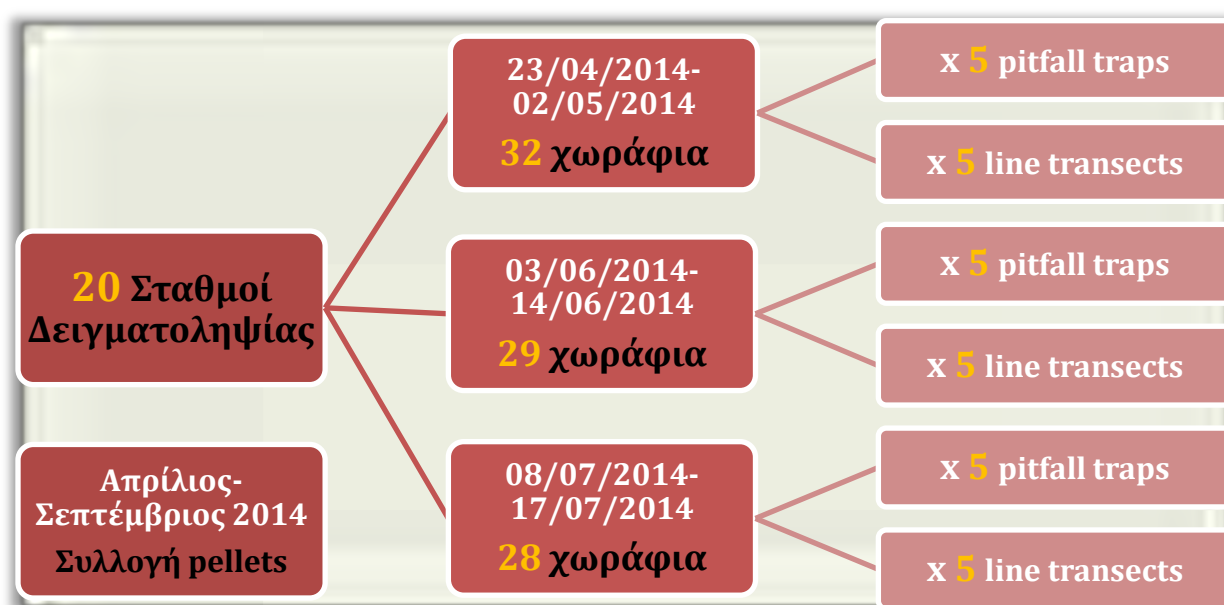 20 Σταθμοί
Δειγματοληψίας
Απρίλιος-
Σεπτέμβριος 2014
Συλλογή pellets
23/04/2014-
02/05/2014
32 χωράφια
x 5 pitfall traps
x 5 line transects
03/06/2014-
14/06/2014
29 χωράφια
x 5 pitfall traps
x 5 line transects
08/07/2014-
17/07/2014
28 χωράφια
x 5 pitfall traps
x 5 line transects